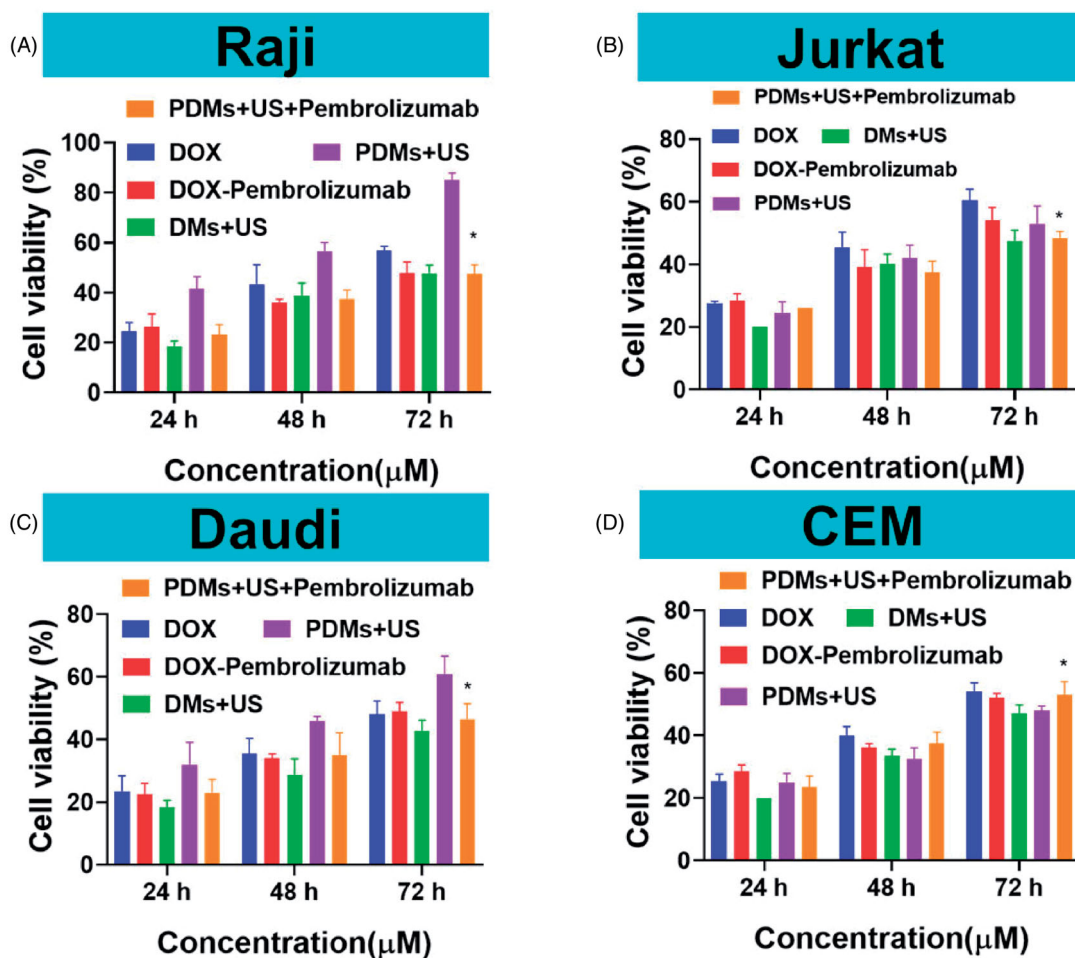 (A) Raji
PDMs+US+Pembrolizumab
DOX PDMs+US
DOX-Pembrolizumab
DMs+US
Cell viability (%)
100
80
60
40
20
0
*
24 h 48 h 72 h
Concentration(μM)
(B) Jurkat
PDMs+US+Pembrolizumab
DOX DMs+US
DOX-Pembrolizumab
PDMs+US
Cell viability (%)
80
60
40
20
0
*
24 h 48 h 72 h
Concentration(μM)
(C) Daudi
PDMs+US+Pembrolizumab
DOX PDMs+US
DOX-Pembrolizumab
DMs+US
Cell viability (%)
80
60
40
20
0
*
24 h 48 h 72 h
Concentration(μM)
(D) CEM
PDMs+US+Pembrolizumab
DOX DMs+US
DOX-Pembrolizumab
PDMs+US
Cell viability (%)
80
60
40
20
0
*
24 h 48 h 72 h
Concentration(μM)